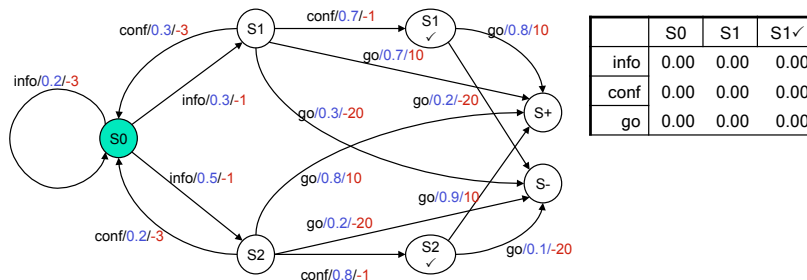 S1
conf/0.7/-1
S1
✓
conf/0.3/-3
go/0.8/10
go/0.7/10
info/0.2/-3
info/0.3/-1
go/0.2/-20
go/0.3/-20
S+
S0
S-
info/0.5/-1
go/0.8/10
go/0.9/10
go/0.2/-20
conf/0.2/-3
S2
S2
✓
go/0.1/-20
conf/0.8/-1
S0 S1 S1✓
info 0.00 0.00 0.00
conf 0.00 0.00 0.00
go 0.00 0.00 0.00